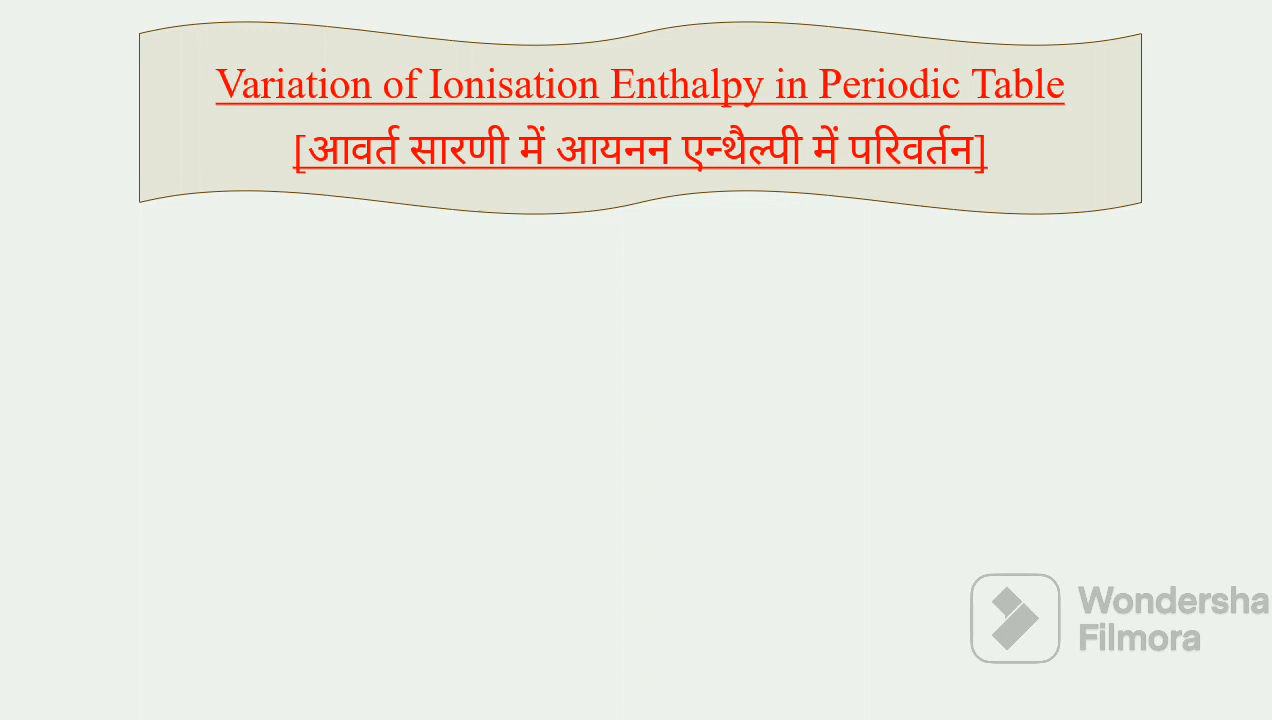 Variation of Ionisation Enthalpy in Periodic Table
[आवर्त सारणी में आयनन एन्थैल्पी में परिवर्तन]
Wondersha
Filmora